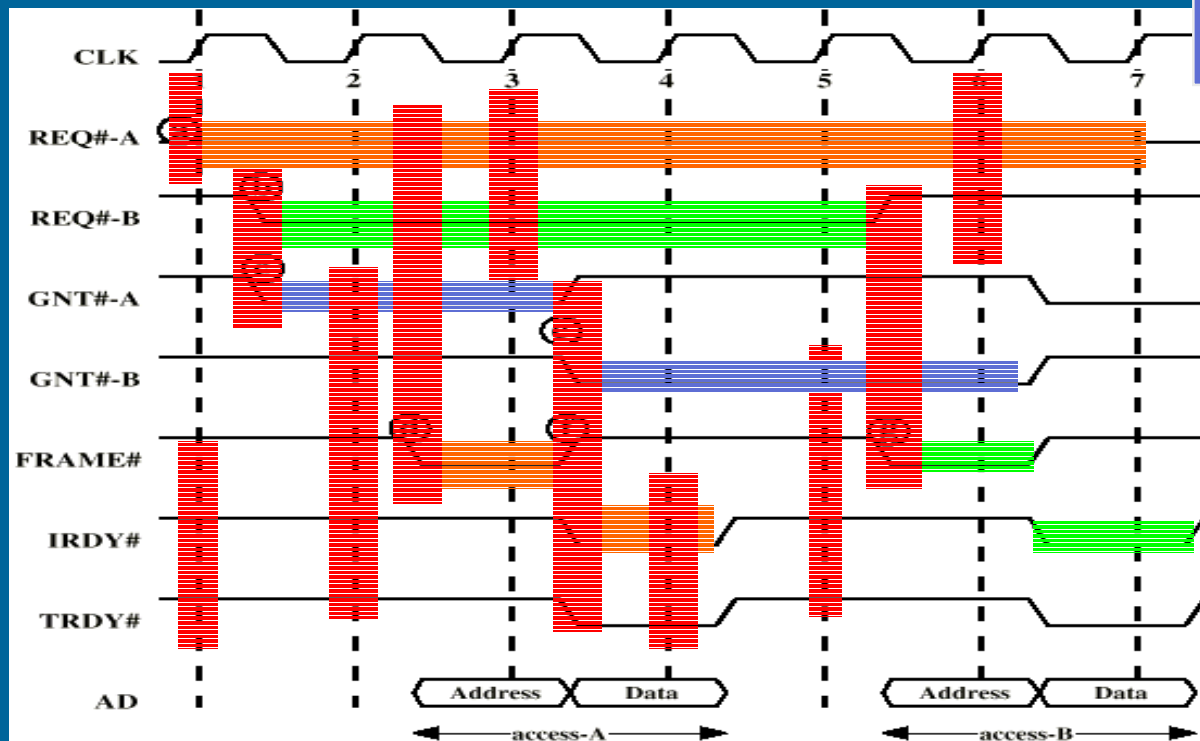 CLK
1 2 3 4 5 6 7
REQ#-A
REQ#-B
GNT#-A
GNT#-B
FRAME#
IRDY#
TRDY#
AD Address Data Address Data
access-A access-B